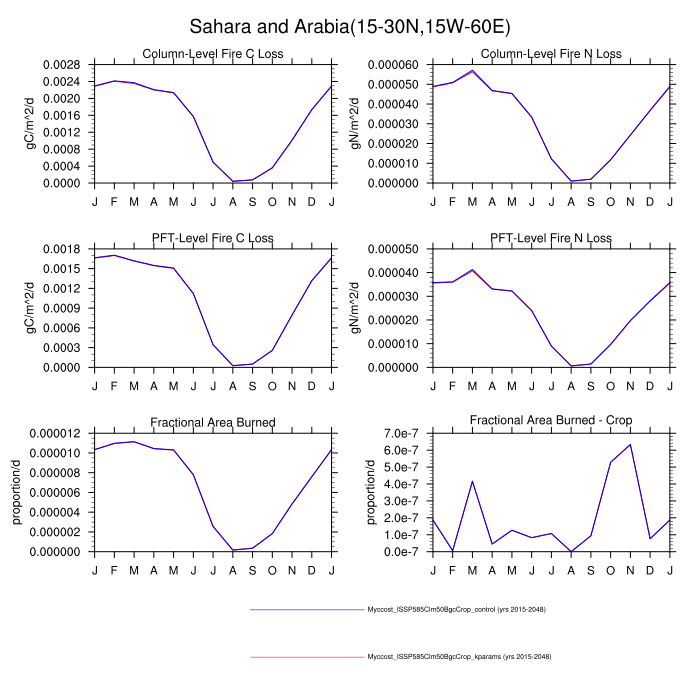 Sahara and Arabia(15-30N,15W-60E)
Column-Level Fire C Loss
gC/m^2/d
0.0028
0.0024
0.0020
0.0016
0.0012
0.0008
0.0004
0.0000
J F M A M J J A S O N D J
Column-Level Fire N Loss
gN/m^2/d
0.000060
0.000050
0.000040
0.000030
0.000020
0.000010
0.000000
J F M A M J J A S O N D J
PFT-Level Fire C Loss
gC/m^2/d
0.0018
0.0015
0.0012
0.0009
0.0006
0.0003
0.0000
J F M A M J J A S O N D J
PFT-Level Fire N Loss
gN/m^2/d
0.000050
0.000040
0.000030
0.000020
0.000010
0.000000
J F M A M J J A S O N D J
Fractional Area Burned
proportion/d
0.000012
0.000010
0.000008
0.000006
0.000004
0.000002
0.000000
J F M A M J J A S O N D J
Fractional Area Burned - Crop
proportion/d
7.0e-7
6.0e-7
5.0e-7
4.0e-7
3.0e-7
2.0e-7
1.0e-7
0.0e-7
J F M A M J J A S O N D J
Myccost_ISSP585Clm50BgcCrop_control (yrs 2015-2048)
Myccost_ISSP585Clm50BgcCrop_kparams (yrs 2015-2048)